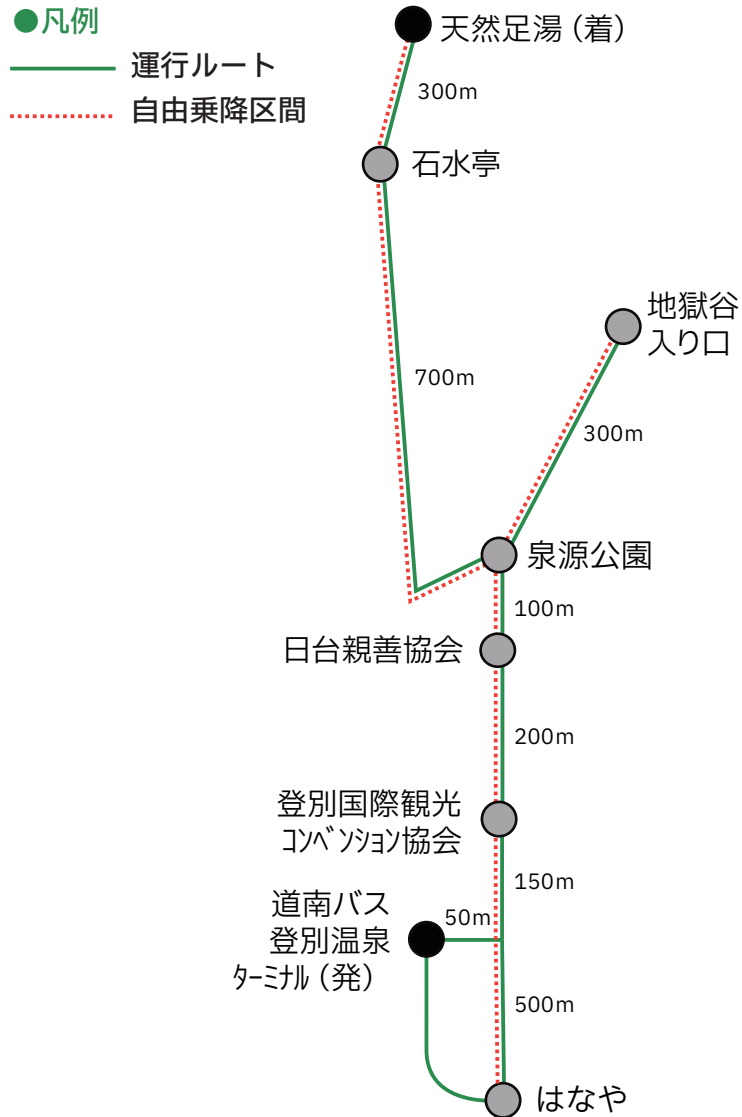 ●凡例
運行ルート
自由乗降区間
天然足湯（着）
300m
石水亭
地獄谷
入り口
700m
300m
泉源公園
100m
日台親善協会
200m
登別国際観光
ｺﾝﾍﾞﾝｼｮﾝ協会
150m
道南バス
50m
登別温泉
ﾀｰﾐﾅﾙ（発）
500m
はなや